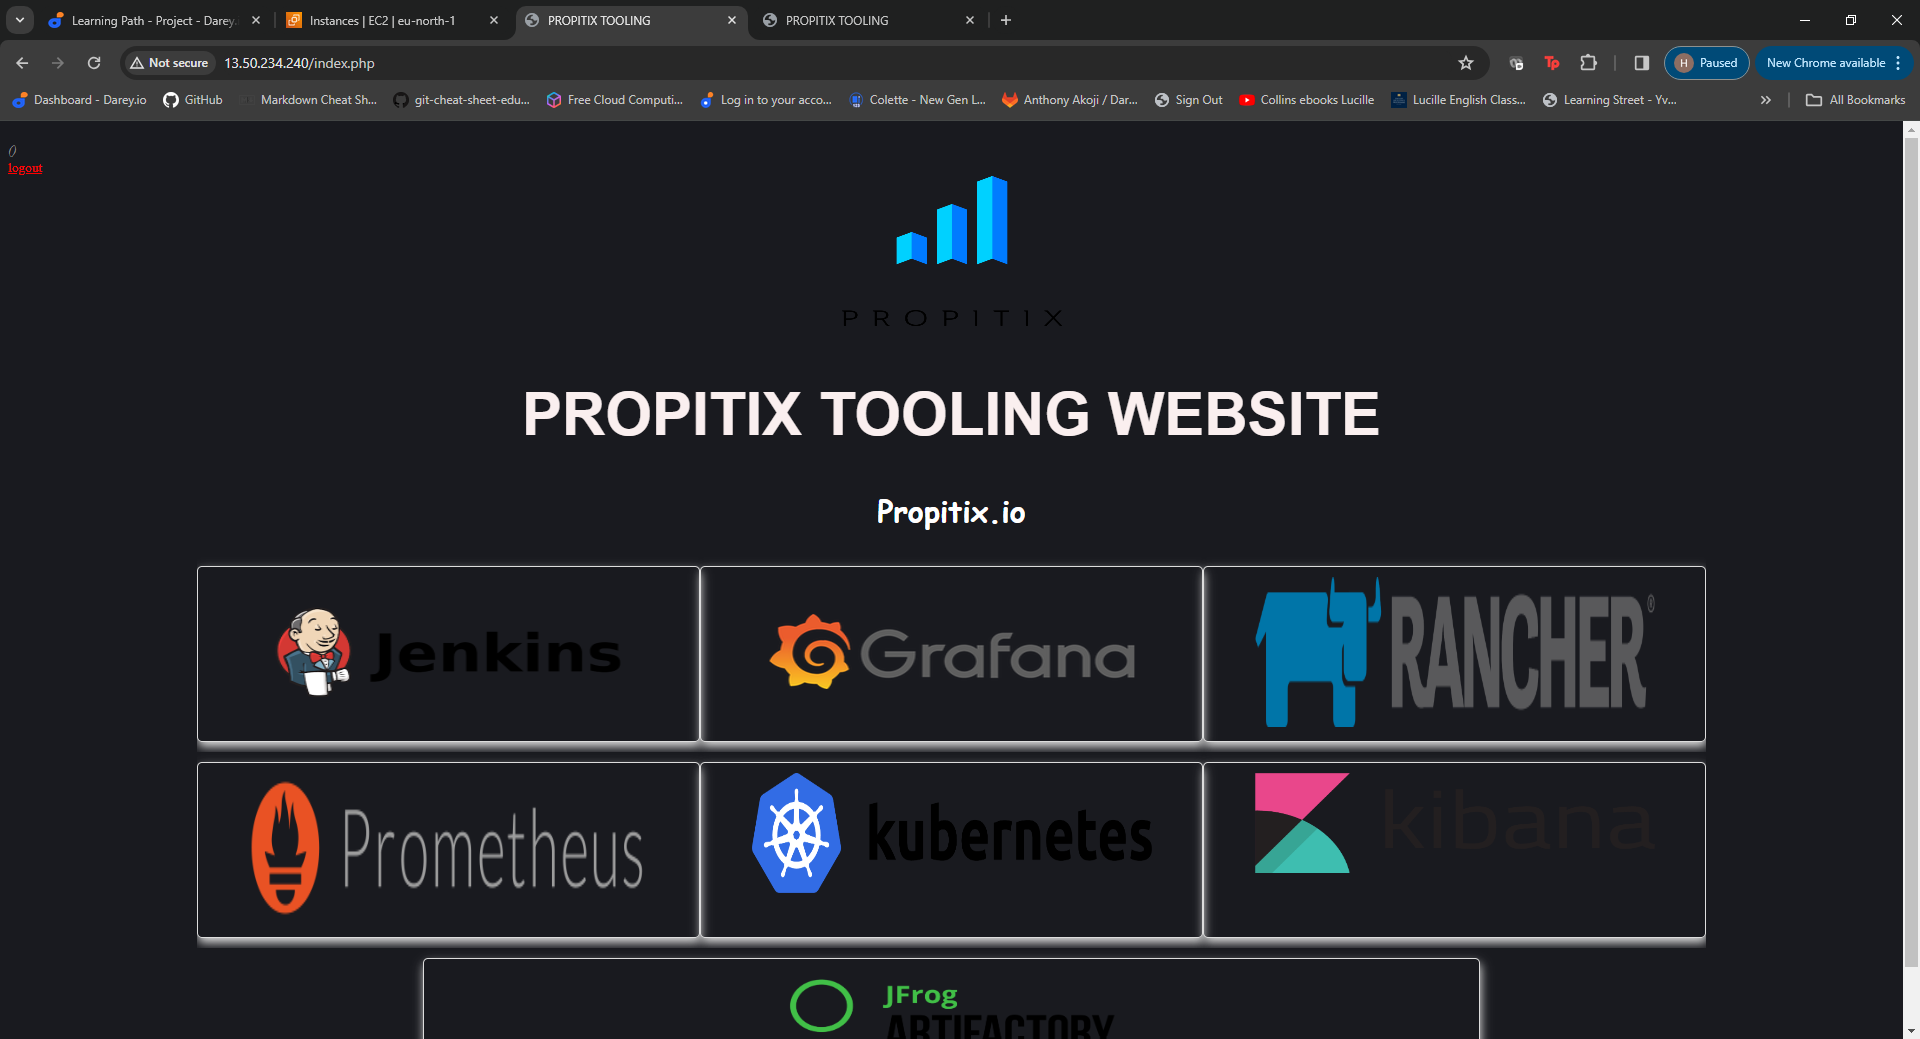 Learning Path - Project - Darey.
Instances | EC2 | eu-north-1
PROPITIX TOOLING
PROPITIX TOOLING
Not secure
13.50.234.240/index.php
Tp
H Paused
New Chrome available
Dashboard - Darey.io
GitHub
Markdown Cheat Sh...
git-cheat-sheet-edu...
Free Cloud Computi...
Log in to your acco...
Colette - New Gen L...
Anthony Akoji / Dar...
Sign Out
Collins ebooks Lucille
Lucille English Class...
Learning Street - Yv...
»
All Bookmarks
()
logout
PROPITIX
PROPITIX TOOLING WEBSITE
Propitix.io
Jenkins
Grafana
RANCHER®
Prometheus
kubernetes
kibana
JFrog
ARTIFACTORY